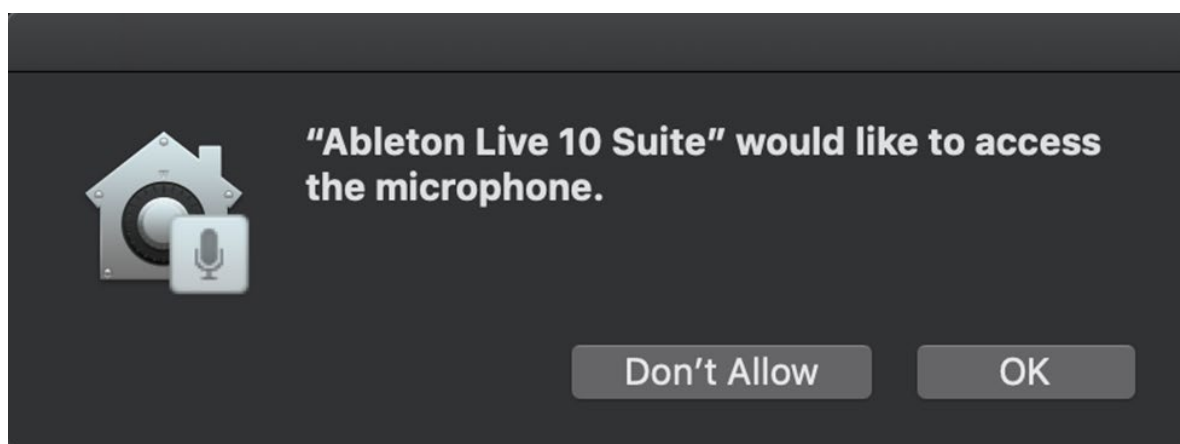 “Ableton Live 10 Suite” would like to access
the microphone.
Don’t Allow
OK